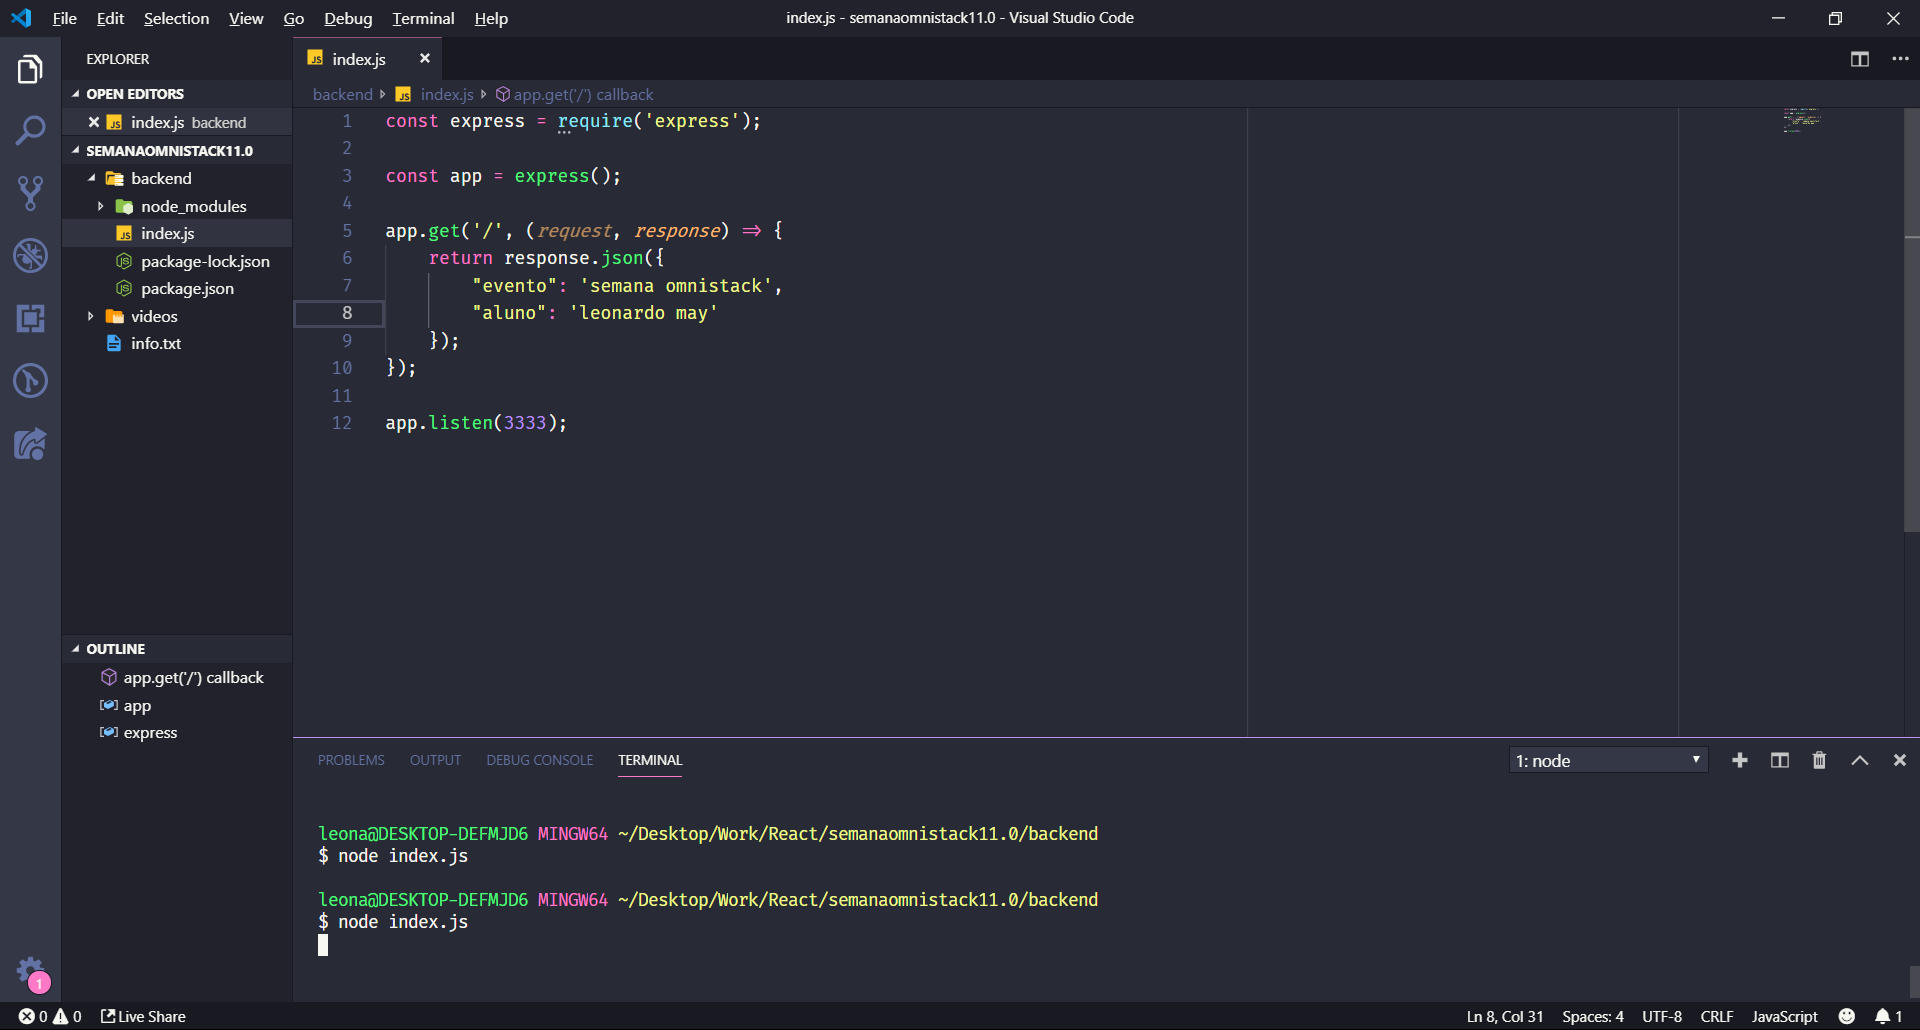 File Edit Selection View Go Debug Terminal Help
index.js - semanaomnistack11.0 - Visual Studio Code
EXPLORER
OPEN EDITORS
JS index.js backend
SEMANAOMNISTACK11.0
backend
node_modules
JS index.js
package-lock.json
package.json
videos
info.txt
OUTLINE
app.get('/') callback
app
express
1
JS index.js
backend JS index.js app.get('/') callback
1 const express = require('express');
2
3 const app = express();
4
5 app.get('/', (request, response) => {
6 return response.json({
7 "evento": 'semana omnistack',
8 "aluno": 'leonardo may'
9 });
10 });
11
12 app.listen(3333);
PROBLEMS OUTPUT DEBUG CONSOLE TERMINAL 1: node
leona@DESKTOP-DEFMJD6 MINGW64 ~/Desktop/Work/React/semanaomnistack11.0/backend
$ node index.js
leona@DESKTOP-DEFMJD6 MINGW64 ~/Desktop/Work/React/semanaomnistack11.0/backend
$ node index.js
0 0 Live Share Ln 8, Col 31 Spaces: 4 UTF-8 CRLF JavaScript 1